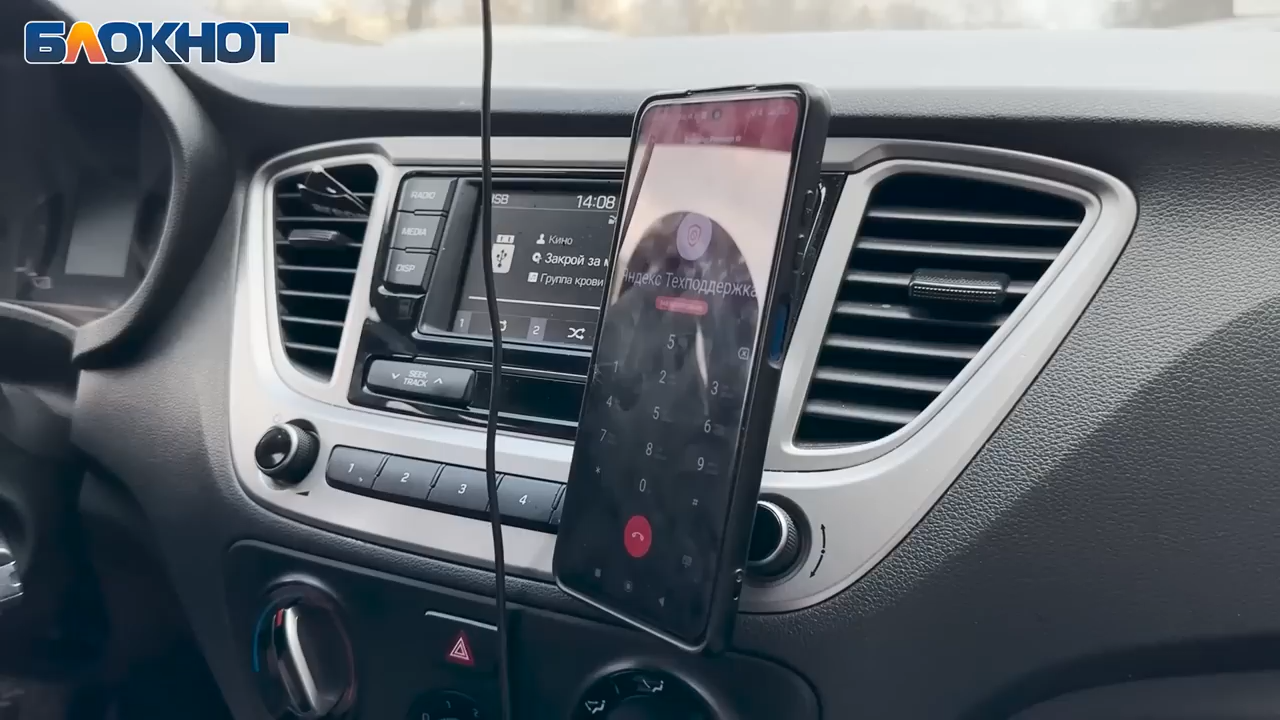 БЛОКНОТ
RADIO
MEDIA
DISP
14:08
Кино
Закрой за
Группа крови
1 2
SEEK
TRACK
1 2 3 4
Яндекс Техподдержка
5
1 2 3
4 5 6
7 8 9
* 0 #